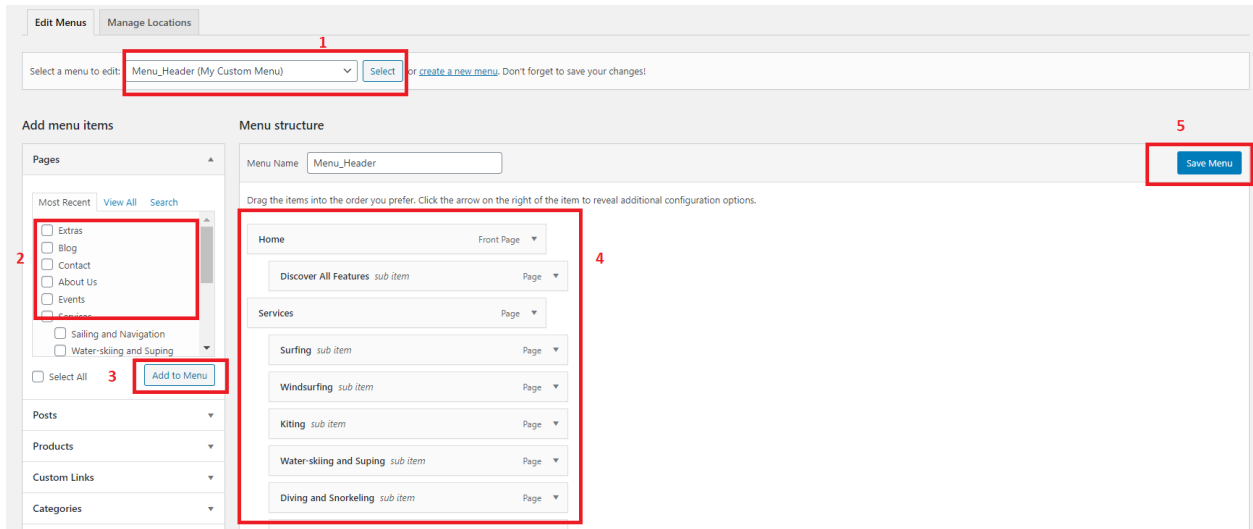 Edit Menus Manage Locations
1
Select a menu to edit: Menu_Header (My Custom Menu) Select or create a new menu. Don't forget to save your changes!
Add menu items
Pages
Most Recent View All Search
2
Extras
Blog
Contact
About Us
Events
Services
Sailing and Navigation
Water-skiing and Suping
Select All 3 Add to Menu
Posts
Products
Custom Links
Categories
Menu structure
5
Menu Name Menu_Header Save Menu
Drag the items into the order you prefer. Click the arrow on the right of the item to reveal additional configuration options.
4
Home Front Page
Discover All Features sub item Page
Services Page
Surfing sub item Page
Windsurfing sub item Page
Kiting sub item Page
Water-skiing and Suping sub item Page
Diving and Snorkeling sub item Page